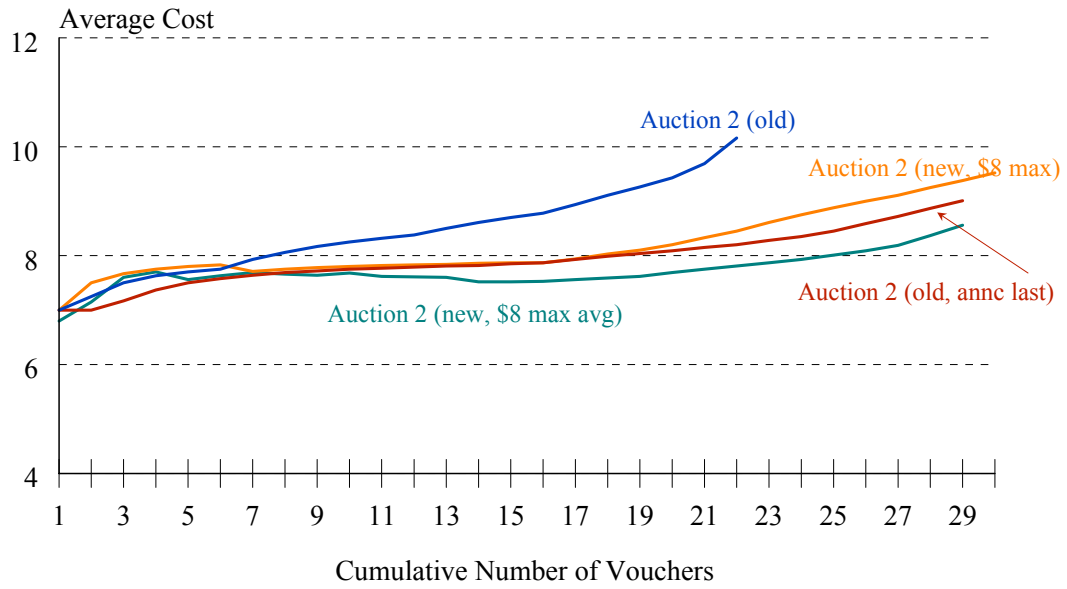 Average Cost
12
Auction 2 (old)
10
Auction 2 (new, $8 max)
8
Auction 2 (old, annc last)
Auction 2 (new, $8 max avg)
6
4
1 3 5 7 9 11 13 15 17 19 21 23 25 27 29
Cumulative Number of Vouchers